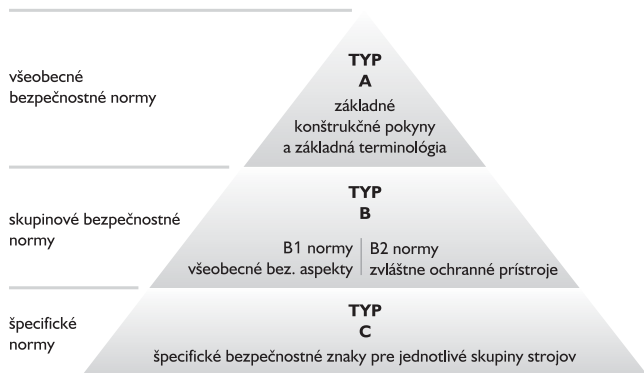 všeobecné
bezpečnostné normy
TYP
A
základné
konštrukčné pokyny
a základná terminológia
skupinové bezpečnostné
normy
TYP
B
B1 normy
všeobecné bez. aspekty
B2 normy
zvláštne ochranné prístroje
špecifické
normy
TYP
C
špecifické bezpečnostné znaky pre jednotlivé skupiny strojov